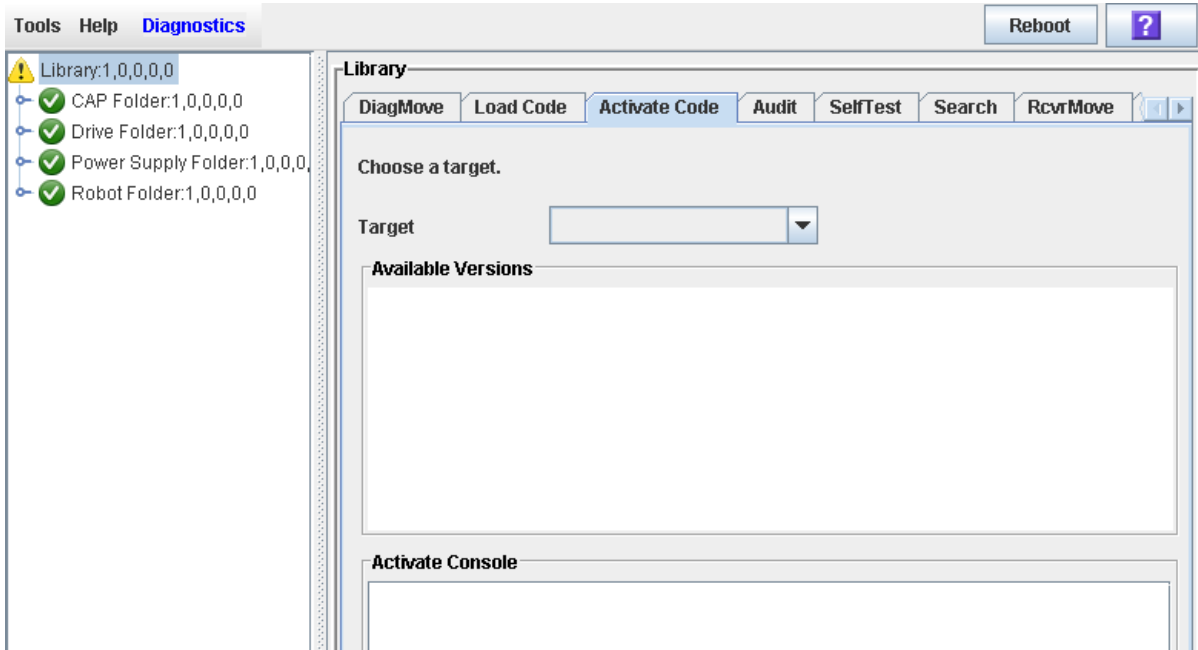 Tools Help Diagnostics
Reboot ?
Library:1,0,0,0,0
CAP Folder:1,0,0,0,0
Drive Folder:1,0,0,0,0
Power Supply Folder:1,0,0,0,
Robot Folder:1,0,0,0,0
Library
DiagMove Load Code Activate Code Audit SelfTest Search RcvrMove
Choose a target.
Target
Available Versions
Activate Console